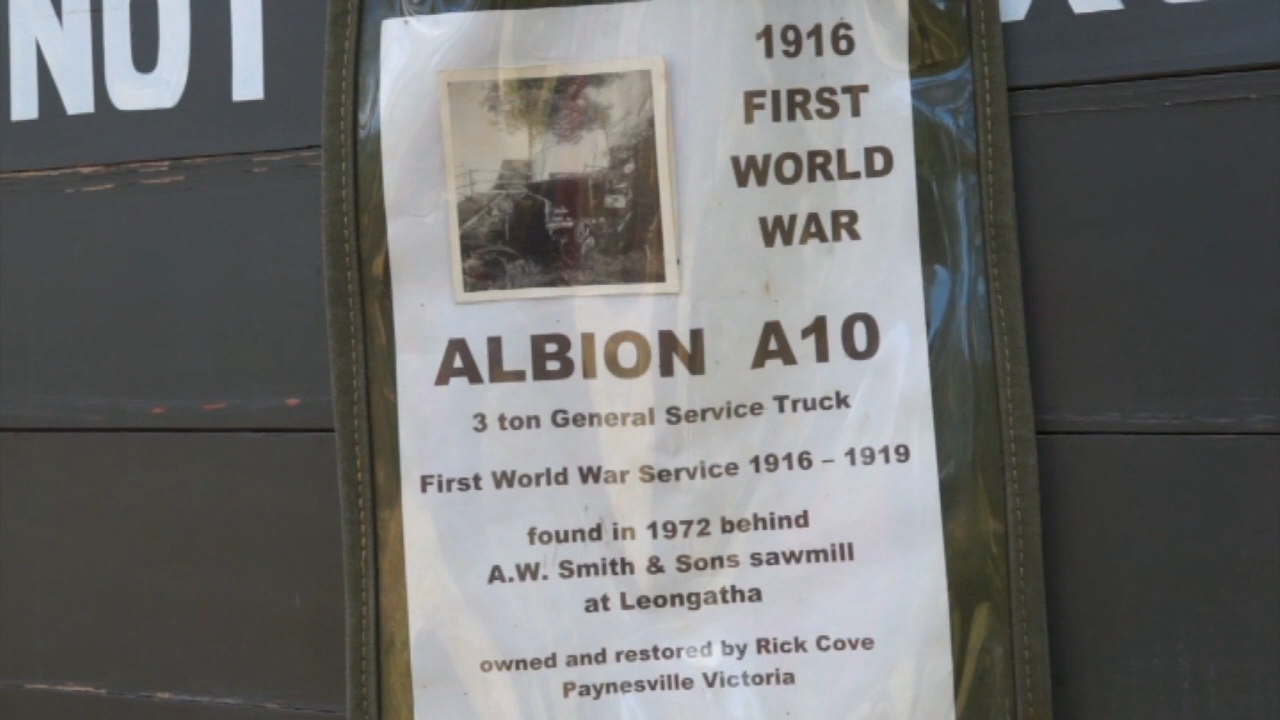 NOT
1916
FIRST
WORLD
WAR
ALBION A10
3 ton General Service Truck
First World War Service 1916 – 1919
found in 1972 behind
A.W. Smith & Sons sawmill
at Leongatha
owned and restored by Rick Cove
Paynesville Victoria